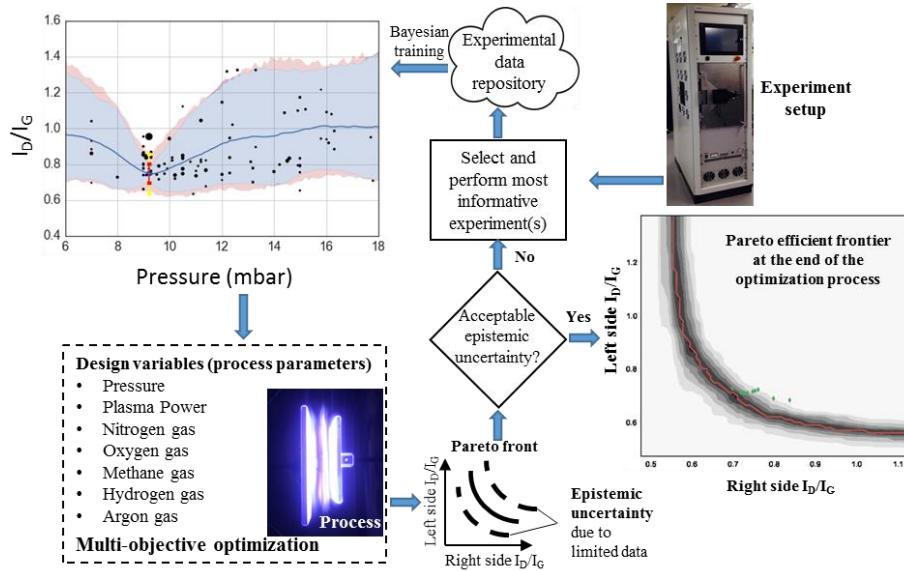 1.6
1.4
1.2
1.0
0.8
0.6
0.4
I_D/I_G
6
8
10
12
14
16
18
Pressure (mbar)
Bayesian
training
Experimental
data
repository
Experiment
setup
Select and
perform most
informative
experiment(s)
No
Acceptable
epistemic
uncertainty?
Yes
Pareto efficient frontier
at the end of the
optimization process
Left side I_D/I_G
1.2
1.0
0.8
0.6
0.5
0.6
0.7
0.8
0.9
1.0
1.1
Right side I_D/I_G
Design variables (process parameters)
• Pressure
• Plasma Power
• Nitrogen gas
• Oxygen gas
• Methane gas
• Hydrogen gas
• Argon gas
Process
Multi-objective optimization
Pareto front
Left side I_D/I_G
Right side I_D/I_G
Epistemic
uncertainty
due to
limited data